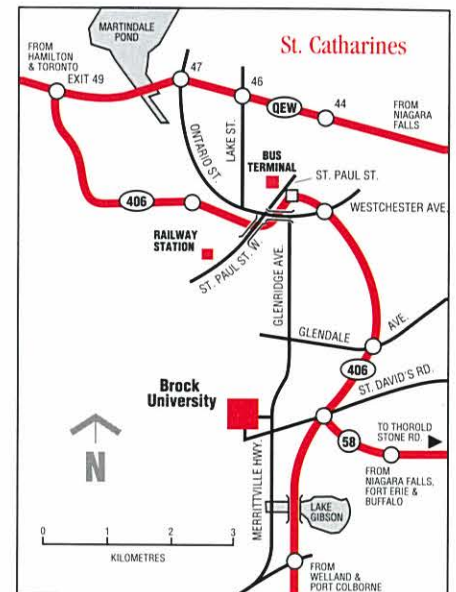 MARTINDALE
POND
St. Catharines
FROM
HAMILTON
& TORONTO
EXIT 49
47
46
44
QEW
FROM
NIAGARA
FALLS
ONTARIO ST.
LAKE ST.
BUS
TERMINAL
ST. PAUL ST.
406
WESTCHESTER AVE.
RAILWAY
STATION
ST. PAUL ST. W.
GLENRIDGE AVE.
GLENDALE AVE.
406
ST. DAVID'S RD.
Brock
University
58
TO THOROLD
STONE RD.
FROM
NIAGARA FALLS,
FORT ERIE &
BUFFALO
N
MERRITTVILLE HWY.
LAKE
GIBSON
0 1 2 3
KILOMETRES
FROM
WELLAND &
PORT COLBORNE